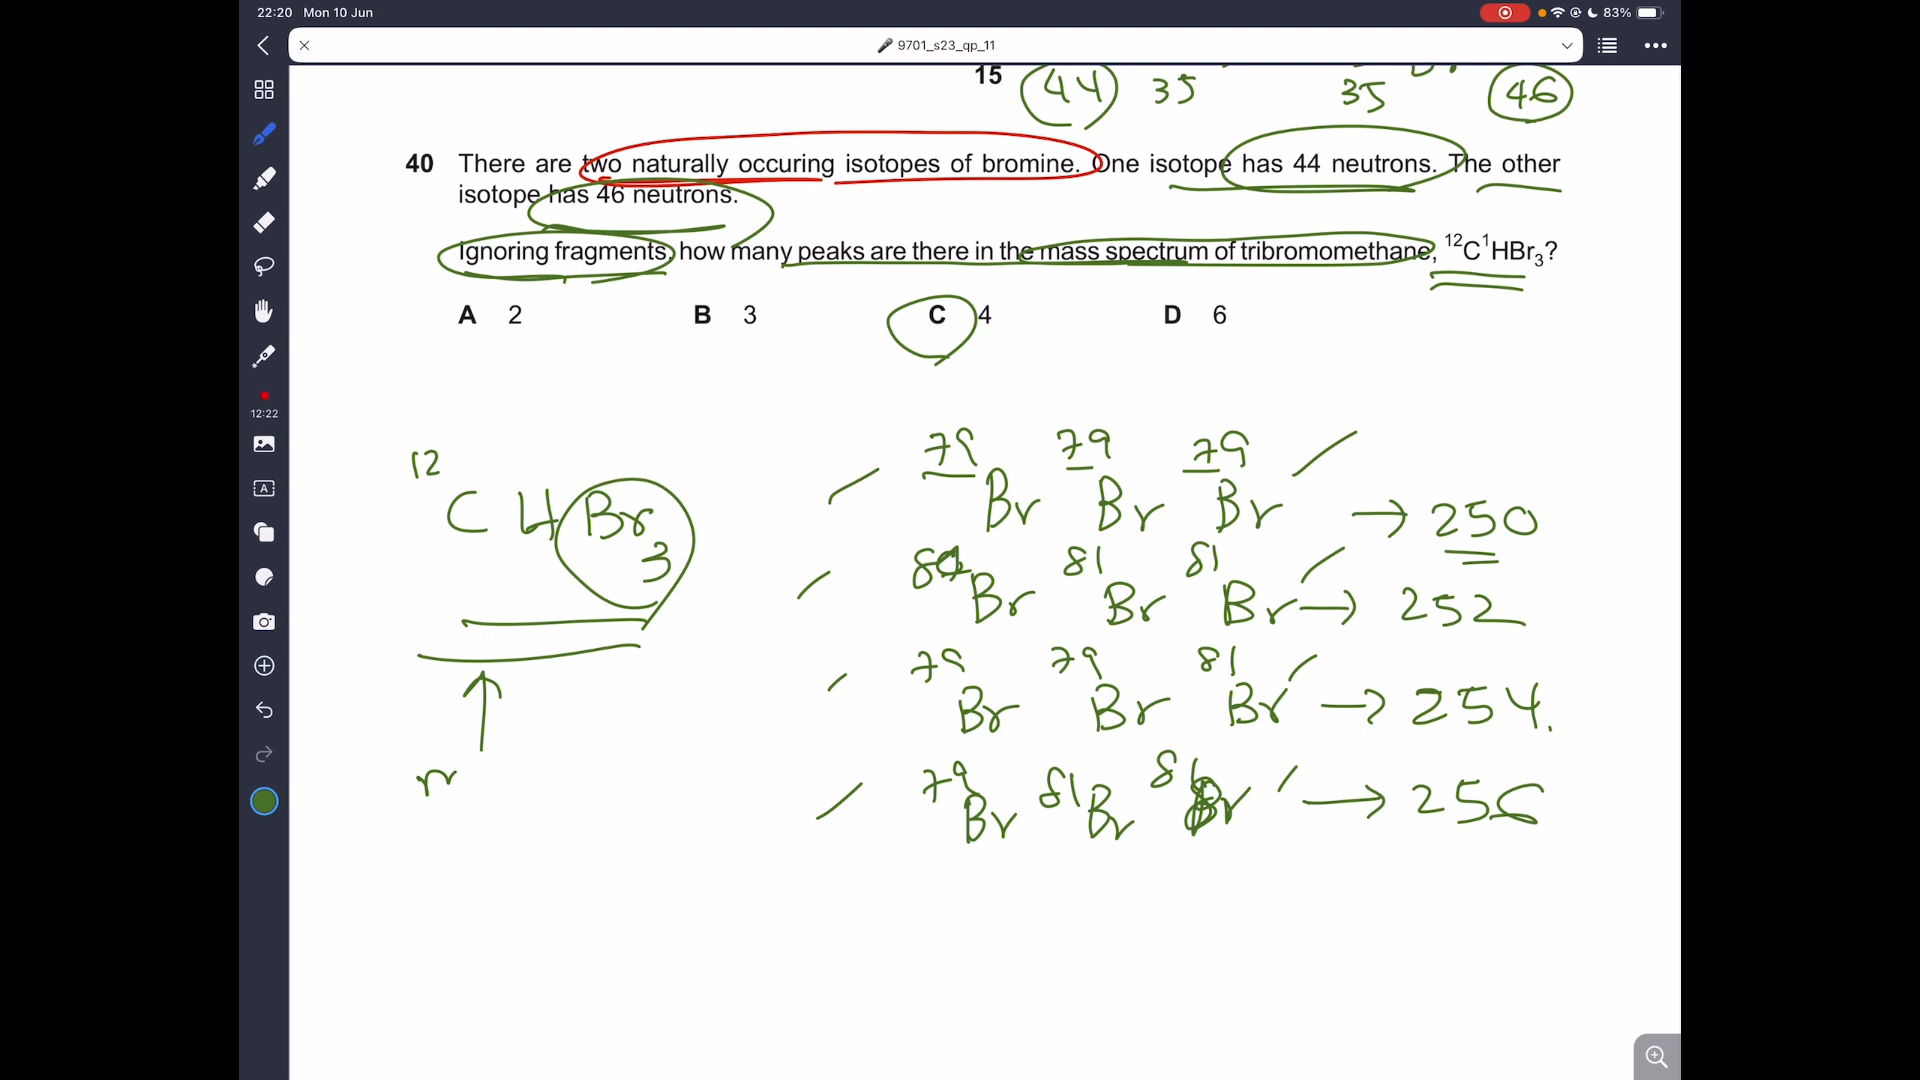 22:20 Mon 10 Jun
83%
9701_s23_qp_11
15 44 35 35 46
40 There are two naturally occuring isotopes of bromine. One isotope has 44 neutrons. The other
isotope has 46 neutrons.
Ignoring fragments, how many peaks are there in the mass spectrum of tribromomethane, ¹²C¹HBr₃?
A 2 B 3 C 4 D 6
12:22
12
C H Br
3
79 79 79
Br Br Br → 250
81 81
Br Br Br → 252
79 79 81
Br Br Br → 254.
79 81 81
Br Br Br → 256